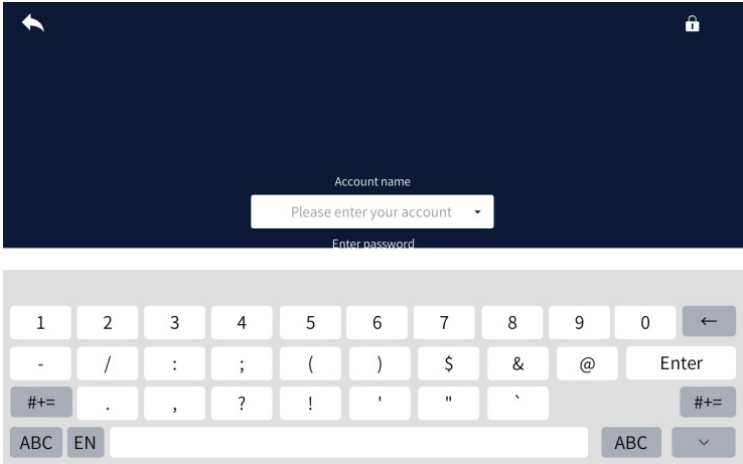 Account name
Please enter your account
Enter password
1 2 3 4 5 6 7 8 9 0 ←
- / : ; ( ) $ & @ Enter
#+= . , ? ! ' " ` #+=
ABC EN ABC